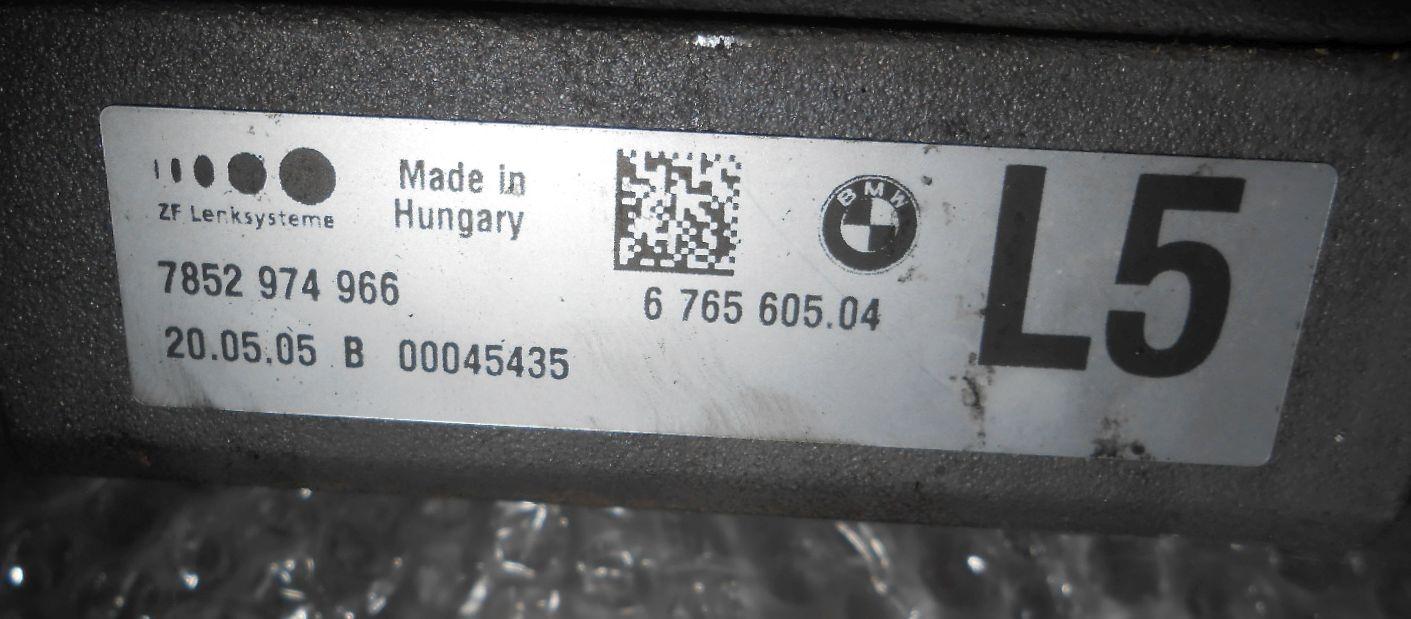 ZF Lenksysteme
Made in
Hungary
7852 974 966
20.05.05 B 00045435
6 765 605.04
BMW
L5